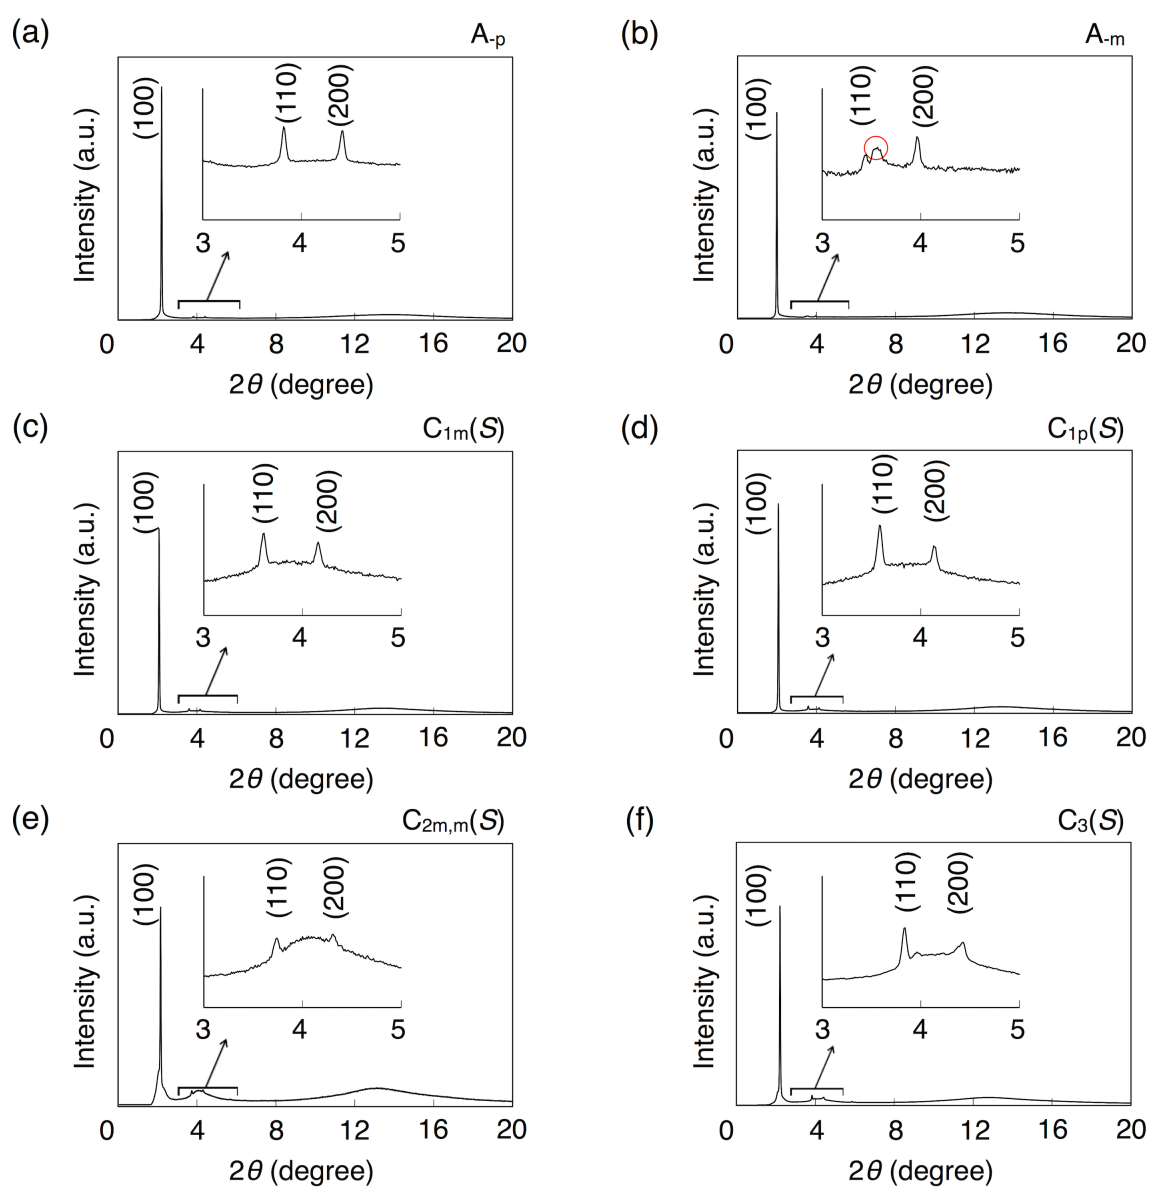 (a)
A-p
(100)
(110)
(200)
Intensity (a.u.)
3 4 5
0 4 8 12 16 20
2θ (degree)
(b)
A-m
(100)
(110)
(200)
Intensity (a.u.)
3 4 5
0 4 8 12 16 20
2θ (degree)
(c)
C1m(S)
(100)
(110)
(200)
Intensity (a.u.)
3 4 5
0 4 8 12 16 20
2θ (degree)
(d)
C1p(S)
(100)
(110)
(200)
Intensity (a.u.)
3 4 5
0 4 8 12 16 20
2θ (degree)
(e)
C2m,m(S)
(100)
(110)
(200)
Intensity (a.u.)
3 4 5
0 4 8 12 16 20
2θ (degree)
(f)
C3(S)
(100)
(110)
(200)
Intensity (a.u.)
3 4 5
0 4 8 12 16 20
2θ (degree)